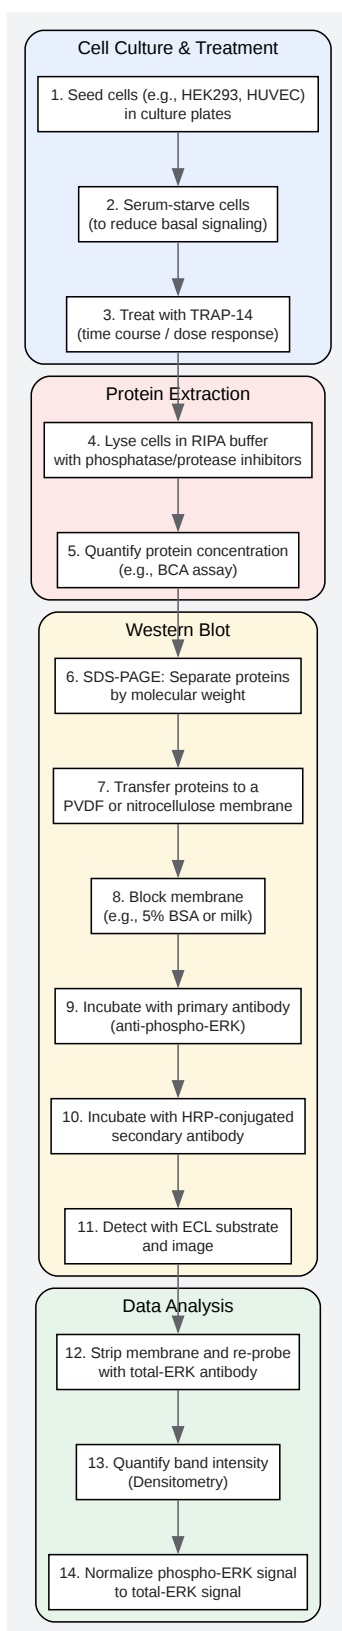 Cell Culture & Treatment
1. Seed cells (e.g., HEK293, HUVEC)
in culture plates
2. Serum-starve cells
(to reduce basal signaling)
3. Treat with TRAP-14
(time course / dose response)
Protein Extraction
4. Lyse cells in RIPA buffer
with phosphatase/protease inhibitors
5. Quantify protein concentration
(e.g., BCA assay)
Western Blot
6. SDS-PAGE: Separate proteins
by molecular weight
7. Transfer proteins to a
PVDF or nitrocellulose membrane
8. Block membrane
(e.g., 5% BSA or milk)
9. Incubate with primary antibody
(anti-phospho-ERK)
10. Incubate with HRP-conjugated
secondary antibody
11. Detect with ECL substrate
and image
Data Analysis
12. Strip membrane and re-probe
with total-ERK antibody
13. Quantify band intensity
(Densitometry)
14. Normalize phospho-ERK signal
to total-ERK signal